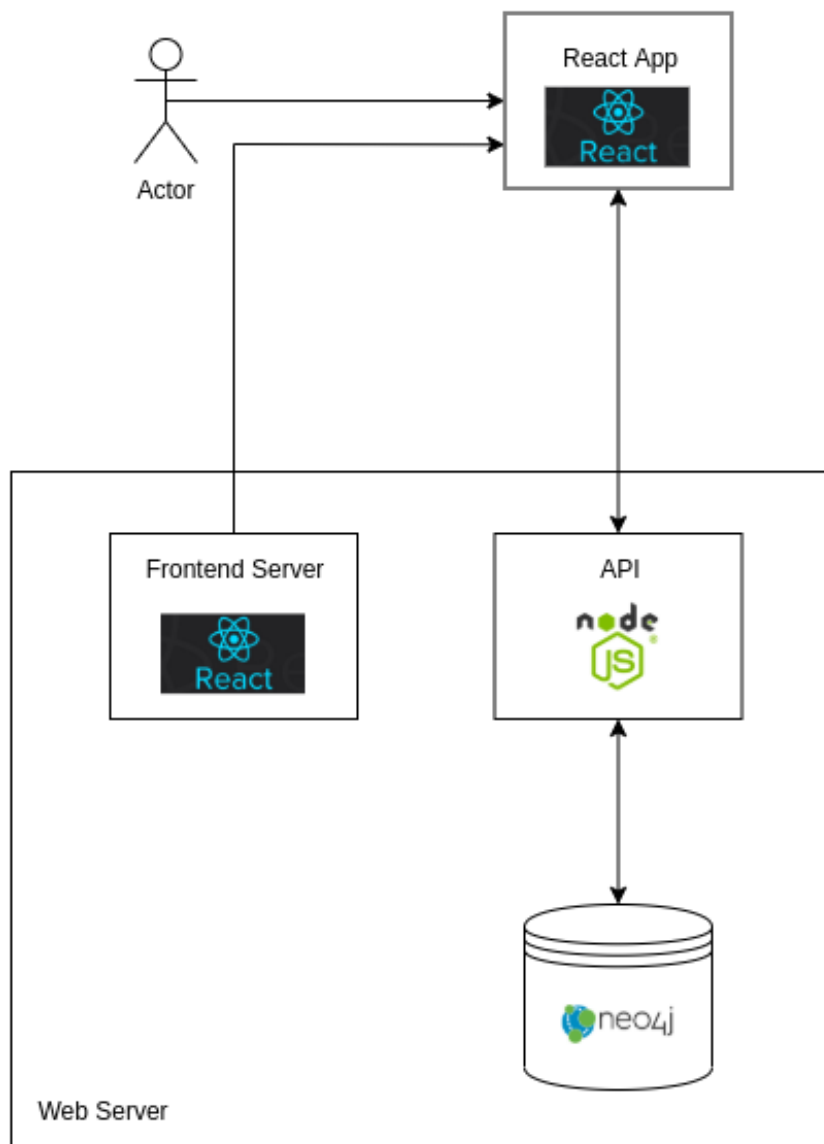 React App
React
Actor
Frontend Server
React
API
node
JS
neo4j
Web Server